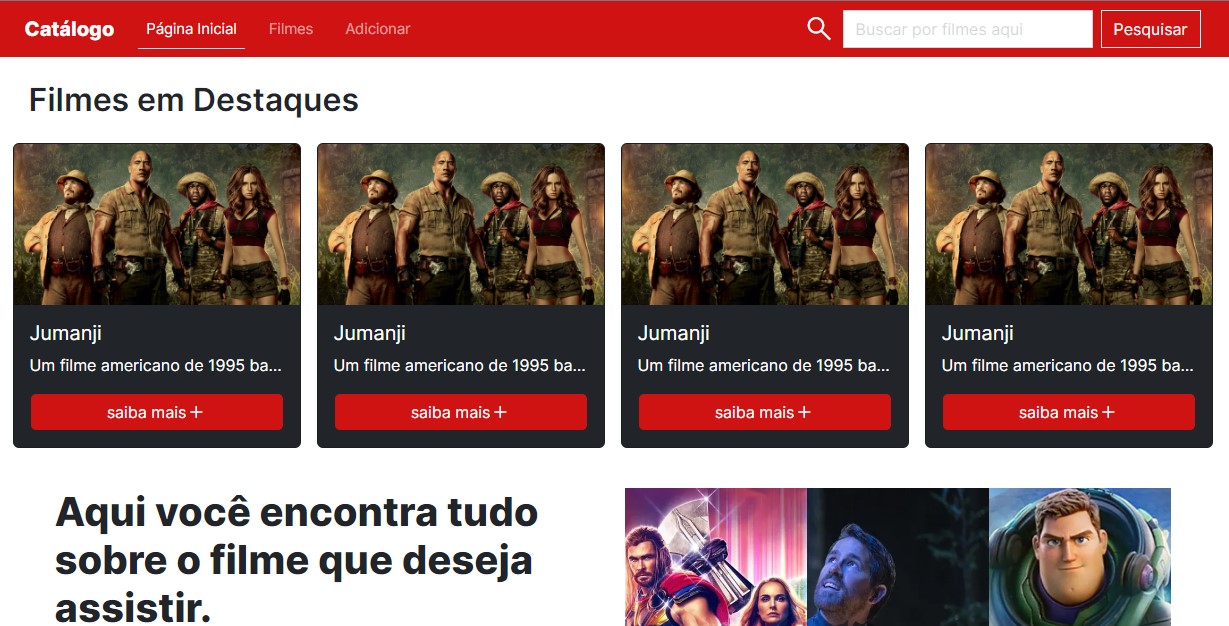 Catálogo Página Inicial Filmes Adicionar Buscar por filmes aqui Pesquisar
Filmes em Destaques
Jumanji Jumanji Jumanji Jumanji
Um filme americano de 1995 ba... Um filme americano de 1995 ba... Um filme americano de 1995 ba... Um filme americano de 1995 ba...
saiba mais + saiba mais + saiba mais + saiba mais +
Aqui você encontra tudo
sobre o filme que deseja
assistir.